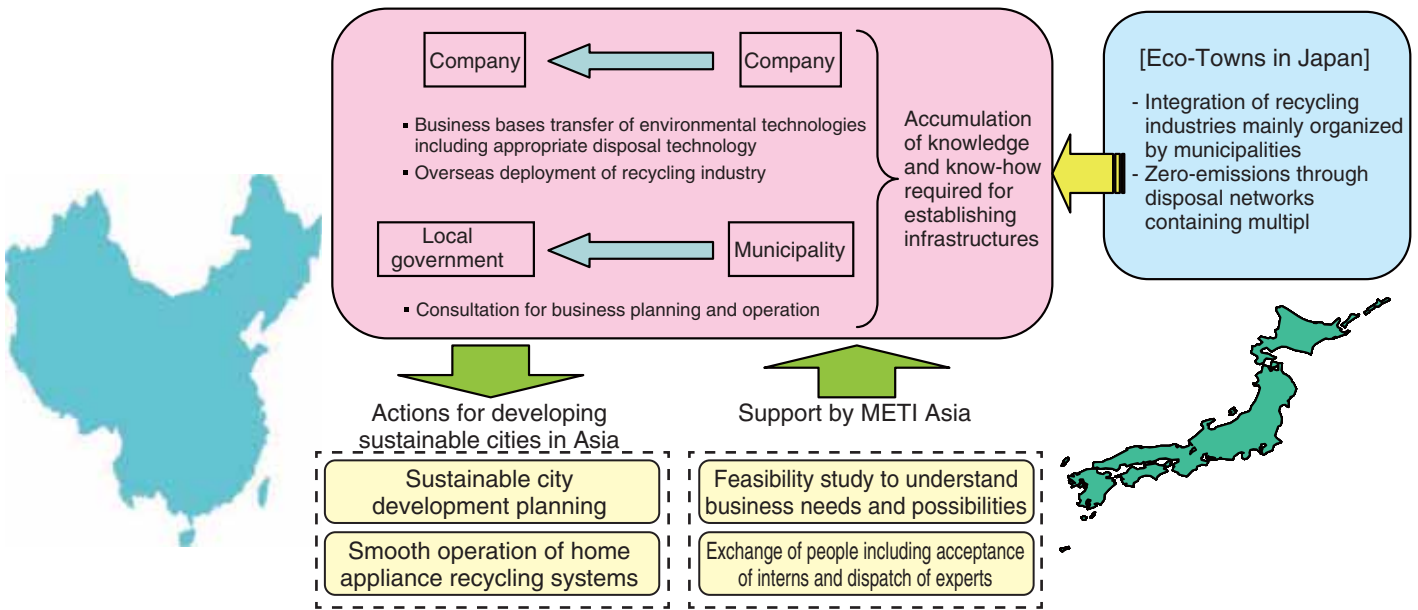 Company
Company
▪ Business bases transfer of environmental technologies
including appropriate disposal technology
▪ Overseas deployment of recycling industry
Local
government
Municipality
▪ Consultation for business planning and operation
Accumulation
of knowledge
and know-how
required for
establishing
infrastructures
[Eco-Towns in Japan]
- Integration of recycling
industries mainly organized
by municipalities
- Zero-emissions through
disposal networks
containing multipl
Actions for developing
sustainable cities in Asia
Sustainable city
development planning
Smooth operation of home
appliance recycling systems
Support by METI Asia
Feasibility study to understand
business needs and possibilities
Exchange of people including acceptance
of interns and dispatch of experts